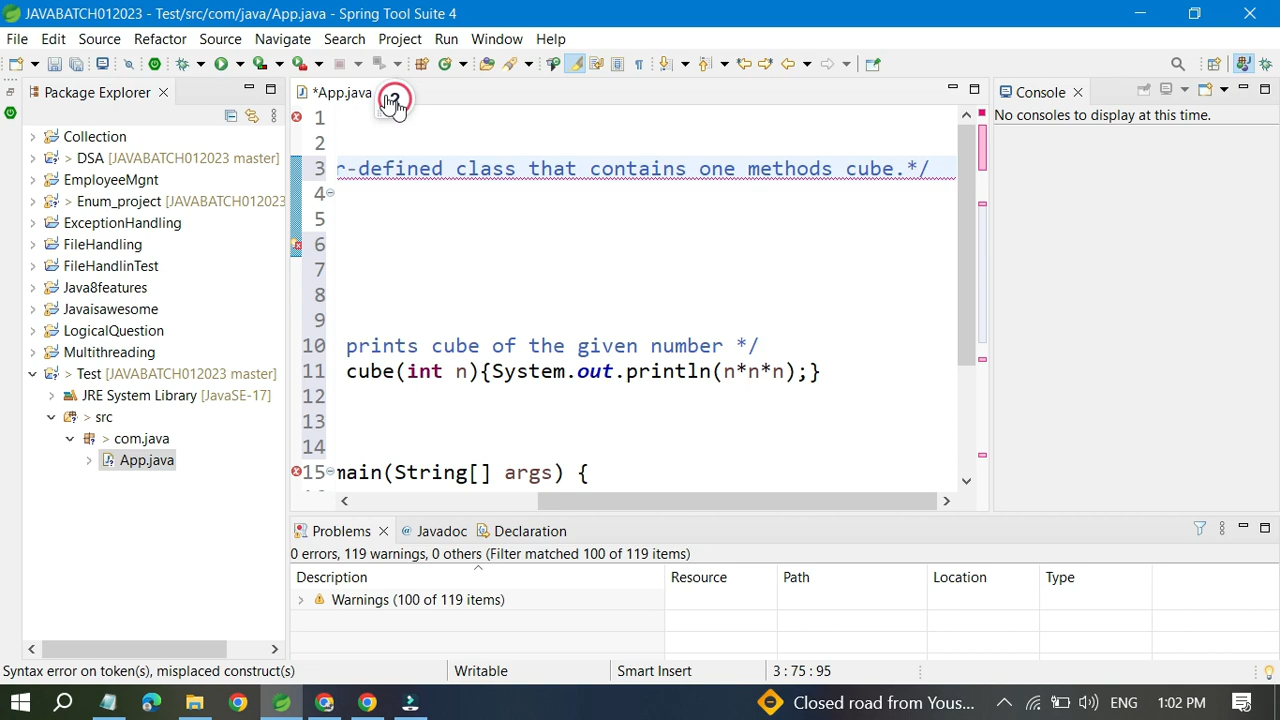 JAVABATCH012023 - Test/src/com/java/App.java - Spring Tool Suite 4
File Edit Source Refactor Source Navigate Search Project Run Window Help
Package Explorer
*App.java
Console
No consoles to display at this time.
Collection
> DSA [JAVABATCH012023 master]
EmployeeMgnt
> Enum_project [JAVABATCH012023
ExceptionHandling
FileHandling
FileHandlinTest
Java8features
Javaisawesome
LogicalQuestion
Multithreading
> Test [JAVABATCH012023 master]
JRE System Library [JavaSE-17]
> src
> com.java
App.java
1
2
3 r-defined class that contains one methods cube.*/
4
5
6
7
8
9
10 prints cube of the given number */
11 cube(int n){System.out.println(n*n*n);}
12
13
14
15 main(String[] args) {
Problems Javadoc Declaration
0 errors, 119 warnings, 0 others (Filter matched 100 of 119 items)
Description Resource Path Location Type
Warnings (100 of 119 items)
Syntax error on token(s), misplaced construct(s) Writable Smart Insert 3 : 75 : 95
Closed road from Yous... ENG 1:02 PM